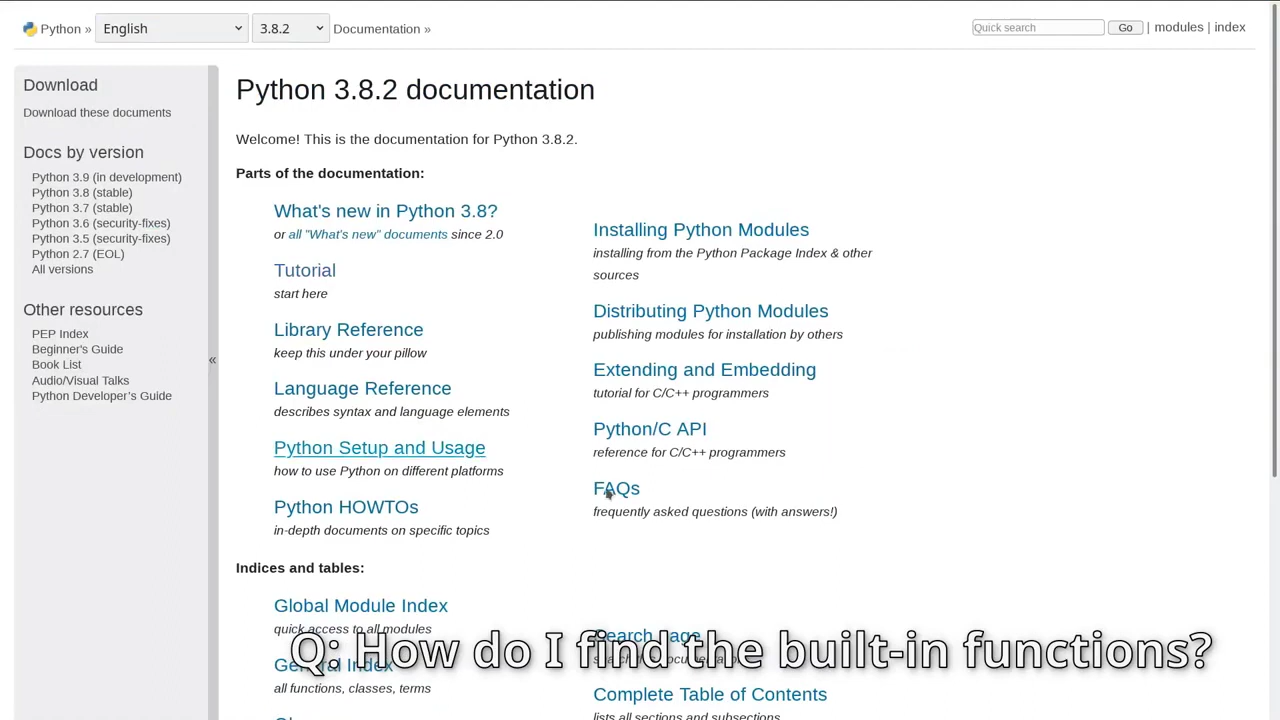 Python » English 3.8.2 Documentation »
Quick search Go | modules | index
Download
Download these documents
Docs by version
Python 3.9 (in development)
Python 3.8 (stable)
Python 3.7 (stable)
Python 3.6 (security-fixes)
Python 3.5 (security-fixes)
Python 2.7 (EOL)
All versions
Other resources
PEP Index
Beginner's Guide
Book List
Audio/Visual Talks
Python Developer's Guide
«
Python 3.8.2 documentation
Welcome! This is the documentation for Python 3.8.2.
Parts of the documentation:
What's new in Python 3.8?
or all "What's new" documents since 2.0
Tutorial
start here
Library Reference
keep this under your pillow
Language Reference
describes syntax and language elements
Python Setup and Usage
how to use Python on different platforms
Python HOWTOs
in-depth documents on specific topics
Installing Python Modules
installing from the Python Package Index & other
sources
Distributing Python Modules
publishing modules for installation by others
Extending and Embedding
tutorial for C/C++ programmers
Python/C API
reference for C/C++ programmers
FAQs
frequently asked questions (with answers!)
Indices and tables:
Global Module Index
quick access to all modules
General Index
all functions, classes, terms
Search page
Complete Table of Contents
lists all sections and subsections
Q: How do I find the built-in functions?